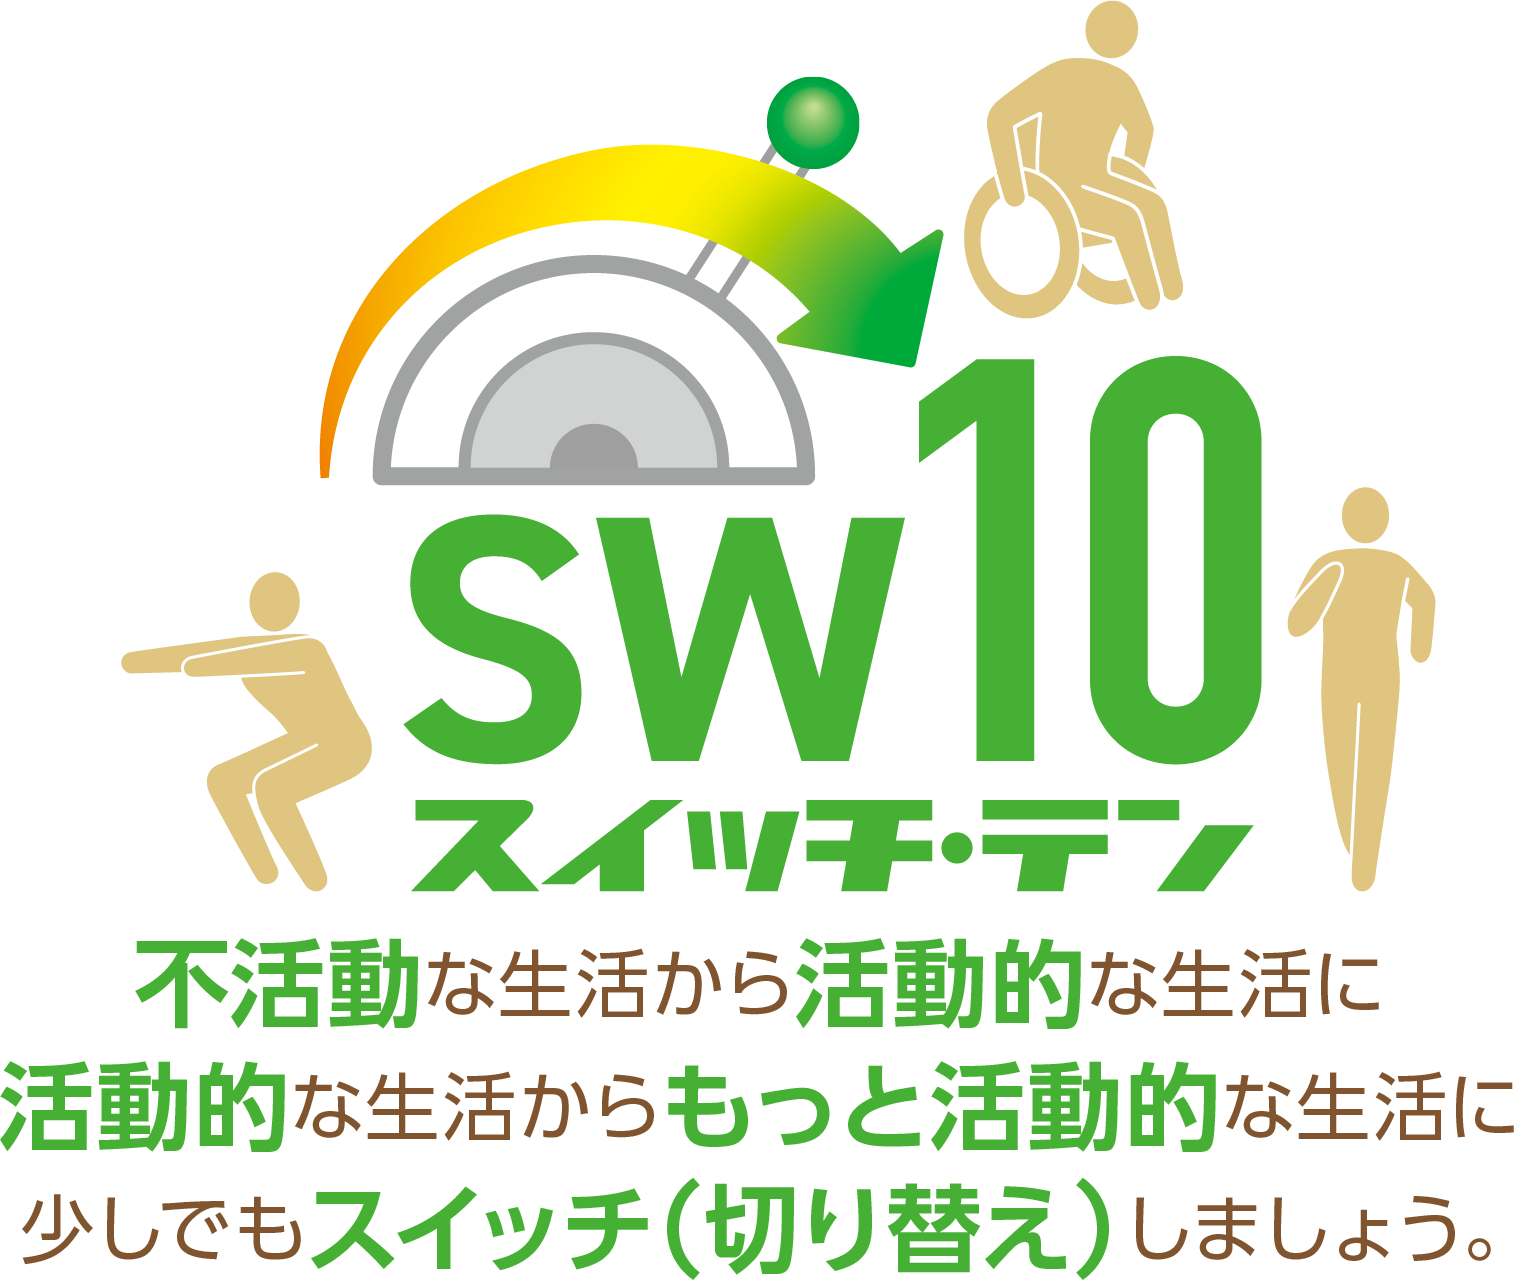 SW10
スイッチ・テン
不活動な生活から活動的な生活に
活動的な生活からもっと活動的な生活に
少しでもスイッチ(切り替え)しましょう。